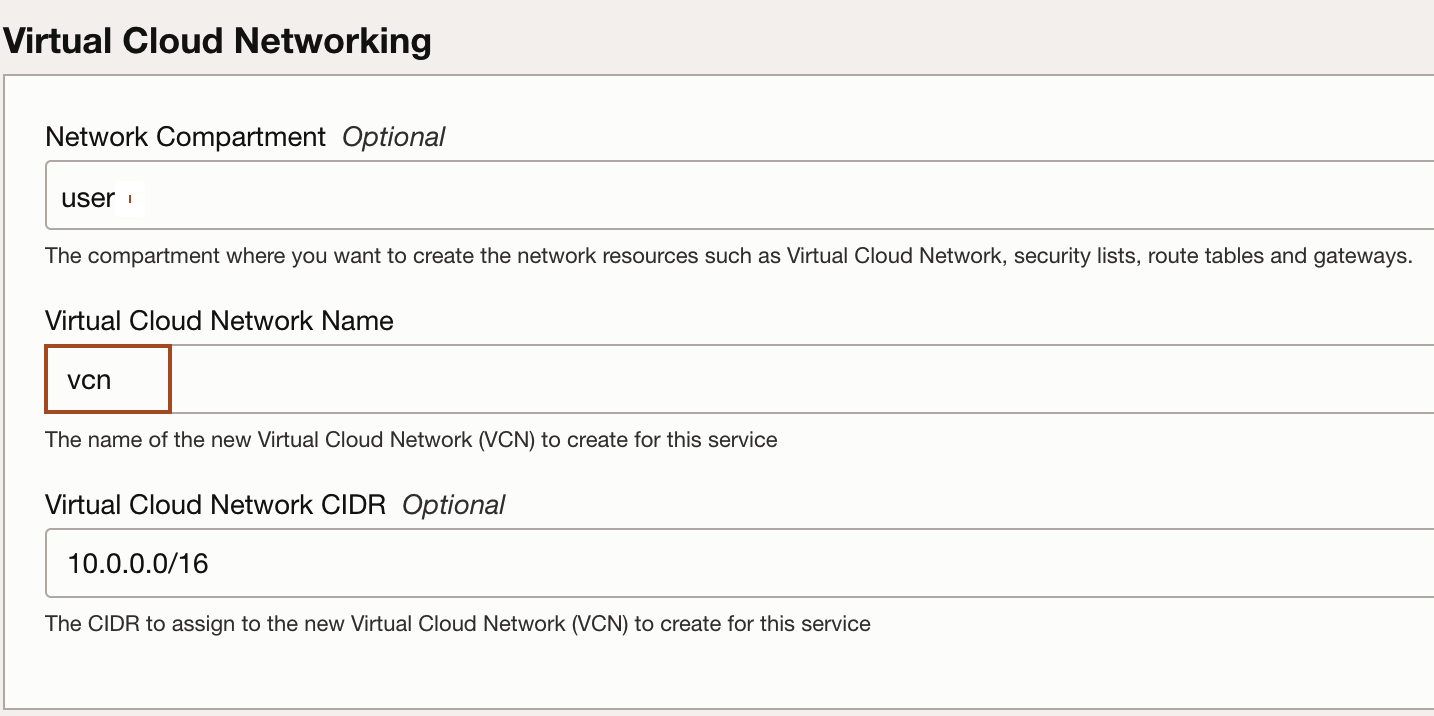 Virtual Cloud Networking
Network Compartment Optional
user
The compartment where you want to create the network resources such as Virtual Cloud Network, security lists, route tables and gateways.
Virtual Cloud Network Name
vcn
The name of the new Virtual Cloud Network (VCN) to create for this service
Virtual Cloud Network CIDR Optional
10.0.0.0/16
The CIDR to assign to the new Virtual Cloud Network (VCN) to create for this service